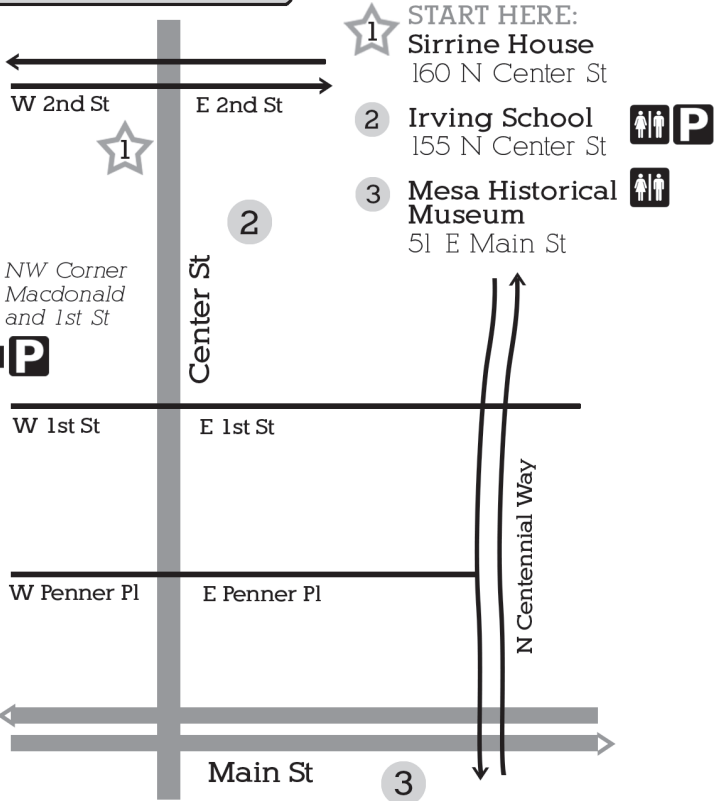 START HERE:
1
Sirrine House
160 N Center St
2
Irving School
155 N Center St
P
3
Mesa Historical
Museum
51 E Main St
W 2nd St
E 2nd St
1
2
NW Corner
Macdonald
and 1st St
P
Center St
W 1st St
E 1st St
N Centennial Way
W Penner Pl
E Penner Pl
Main St
3